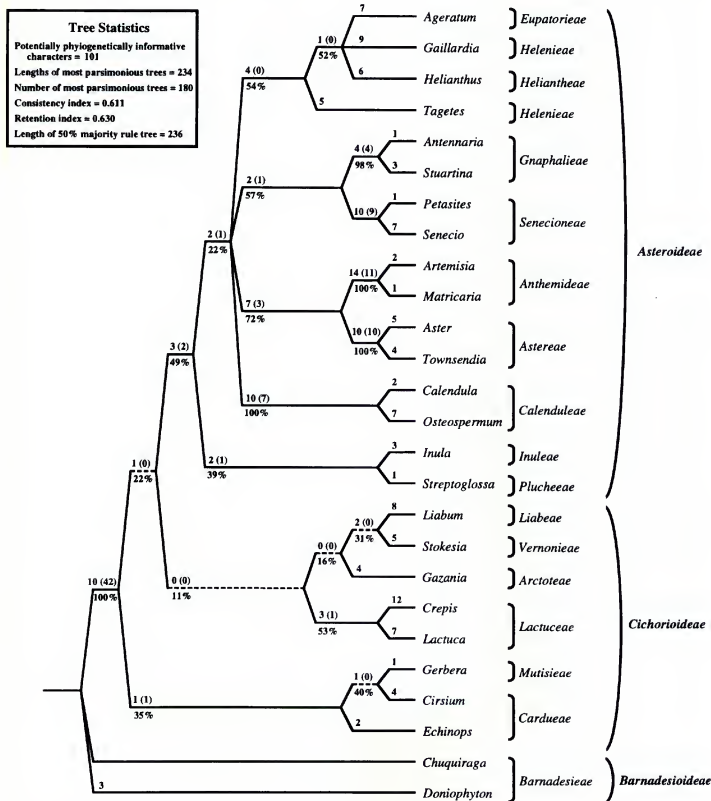 Tree Statistics
Potentially phylogenetically informative
characters = 101
Lengths of most parsimonious trees = 234
Number of most parsimonious trees = 180
Consistency index = 0.611
Retention index = 0.630
Length of 50% majority rule tree = 236
7 Ageratum Eupatorieae
1 (0)
52%
9 Gaillardia Helenieae
6 Helianthus Heliantheae
4 (0)
54%
5 Tagetes Helenieae
1 Antennaria
4 (4)
98%
Gnaphalieae
3 Stuartina
2 (1)
57%
1 Petasites
10 (9)
Senecioneae
7 Senecio
2 (1)
22%
Asteroideae
2 Artemisia
14 (11)
100%
Anthemideae
1 Matricaria
7 (3)
72%
5 Aster
10 (10)
100%
Astereae
4 Townsendia
3 (2)
49%
2 Calendula
10 (7)
100%
Calenduleae
7 Osteospermum
3 Inula Inuleae
2 (1)
39%
1 Streptoglossa Plucheeae
1 (0)
22%
8 Liabum Liabeae
2 (0)
31%
5 Stokesia Vernonieae
0 (0)
16%
4 Gazania Arctoteae
10 (42)
100%
0 (0)
11%
12 Crepis
3 (1)
53%
Lactuceae
Cichorioideae
7 Lactuca
1 Gerbera Mutisieae
1 (0)
40%
4 Cirsium
Cardueae
1 (1)
35%
2 Echinops
Chuquiraga
Barnadesieae Barnadesioideae
3 Doniophyton